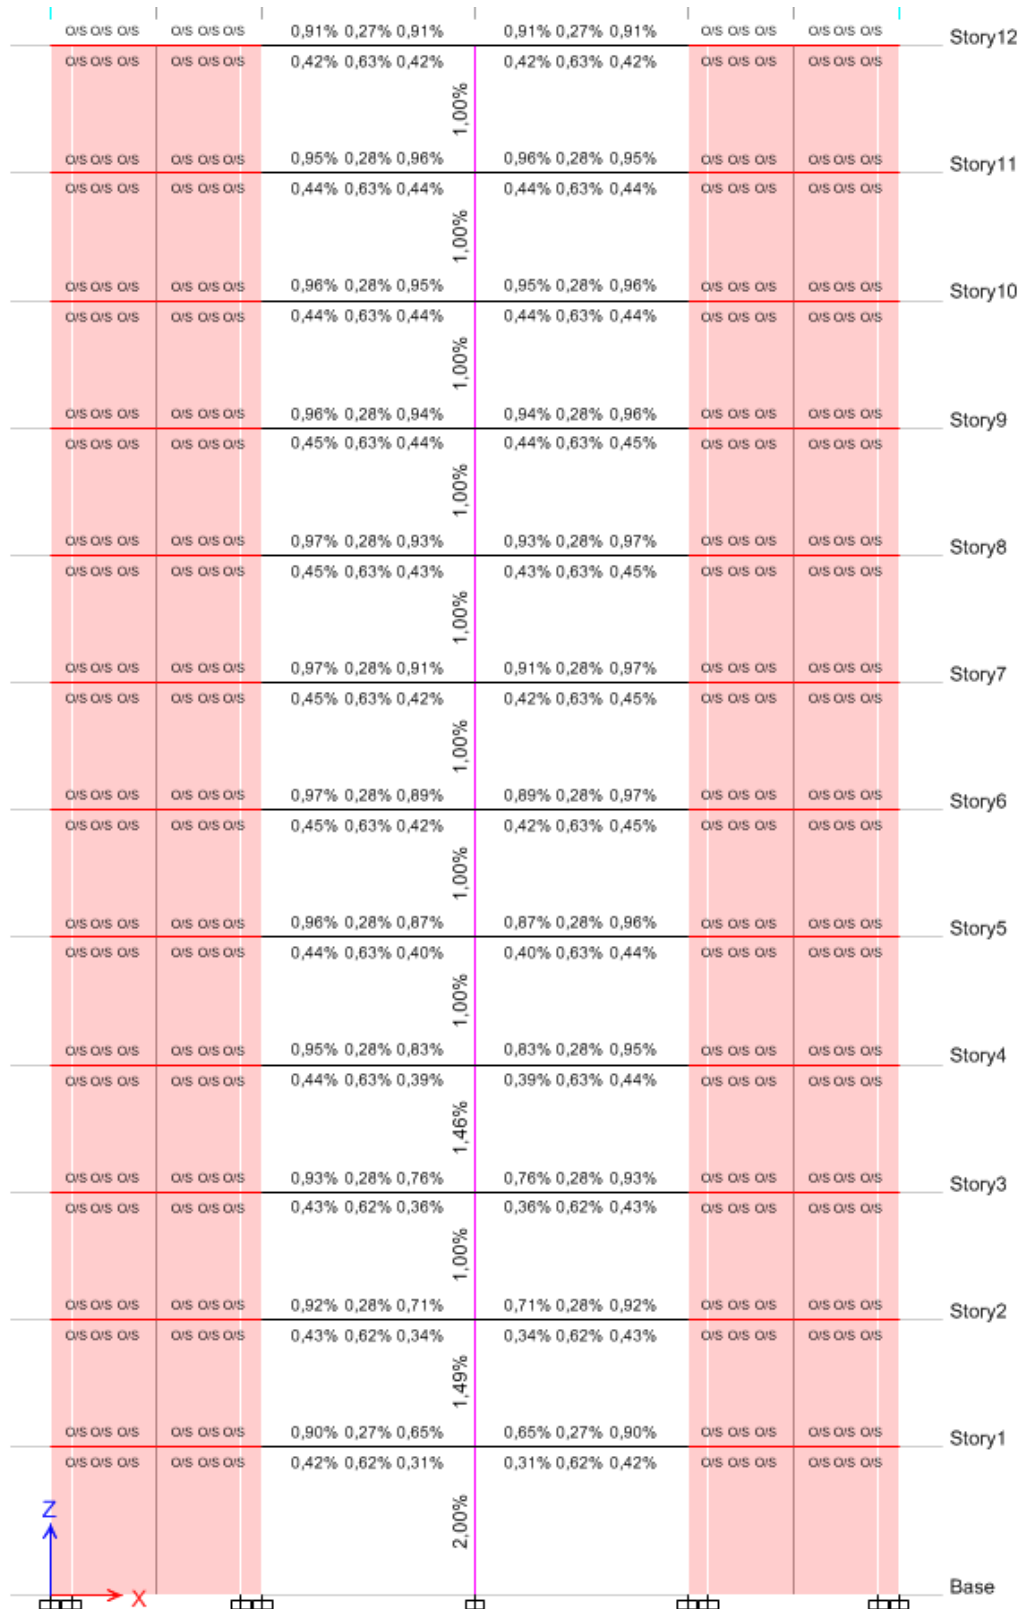 O/S O/S O/S O/S O/S O/S 0,91% 0,27% 0,91% 0,91% 0,27% 0,91% O/S O/S O/S O/S O/S O/S
Story12
O/S O/S O/S O/S O/S O/S 0,42% 0,63% 0,42% 0,42% 0,63% 0,42% O/S O/S O/S O/S O/S O/S
1,00%
O/S O/S O/S O/S O/S O/S 0,95% 0,28% 0,96% 0,96% 0,28% 0,95% O/S O/S O/S O/S O/S O/S
Story11
O/S O/S O/S O/S O/S O/S 0,44% 0,63% 0,44% 0,44% 0,63% 0,44% O/S O/S O/S O/S O/S O/S
1,00%
O/S O/S O/S O/S O/S O/S 0,96% 0,28% 0,95% 0,95% 0,28% 0,96% O/S O/S O/S O/S O/S O/S
Story10
O/S O/S O/S O/S O/S O/S 0,44% 0,63% 0,44% 0,44% 0,63% 0,44% O/S O/S O/S O/S O/S O/S
1,00%
O/S O/S O/S O/S O/S O/S 0,96% 0,28% 0,94% 0,94% 0,28% 0,96% O/S O/S O/S O/S O/S O/S
Story9
O/S O/S O/S O/S O/S O/S 0,45% 0,63% 0,44% 0,44% 0,63% 0,45% O/S O/S O/S O/S O/S O/S
1,00%
O/S O/S O/S O/S O/S O/S 0,97% 0,28% 0,93% 0,93% 0,28% 0,97% O/S O/S O/S O/S O/S O/S
Story8
O/S O/S O/S O/S O/S O/S 0,45% 0,63% 0,43% 0,43% 0,63% 0,45% O/S O/S O/S O/S O/S O/S
1,00%
O/S O/S O/S O/S O/S O/S 0,97% 0,28% 0,91% 0,91% 0,28% 0,97% O/S O/S O/S O/S O/S O/S
Story7
O/S O/S O/S O/S O/S O/S 0,45% 0,63% 0,42% 0,42% 0,63% 0,45% O/S O/S O/S O/S O/S O/S
1,00%
O/S O/S O/S O/S O/S O/S 0,97% 0,28% 0,89% 0,89% 0,28% 0,97% O/S O/S O/S O/S O/S O/S
Story6
O/S O/S O/S O/S O/S O/S 0,45% 0,63% 0,42% 0,42% 0,63% 0,45% O/S O/S O/S O/S O/S O/S
1,00%
O/S O/S O/S O/S O/S O/S 0,96% 0,28% 0,87% 0,87% 0,28% 0,96% O/S O/S O/S O/S O/S O/S
Story5
O/S O/S O/S O/S O/S O/S 0,44% 0,63% 0,40% 0,40% 0,63% 0,44% O/S O/S O/S O/S O/S O/S
1,00%
O/S O/S O/S O/S O/S O/S 0,95% 0,28% 0,83% 0,83% 0,28% 0,95% O/S O/S O/S O/S O/S O/S
Story4
O/S O/S O/S O/S O/S O/S 0,44% 0,63% 0,39% 0,39% 0,63% 0,44% O/S O/S O/S O/S O/S O/S
1,46%
O/S O/S O/S O/S O/S O/S 0,93% 0,28% 0,76% 0,76% 0,28% 0,93% O/S O/S O/S O/S O/S O/S
Story3
O/S O/S O/S O/S O/S O/S 0,43% 0,62% 0,36% 0,36% 0,62% 0,43% O/S O/S O/S O/S O/S O/S
1,00%
O/S O/S O/S O/S O/S O/S 0,92% 0,28% 0,71% 0,71% 0,28% 0,92% O/S O/S O/S O/S O/S O/S
Story2
O/S O/S O/S O/S O/S O/S 0,43% 0,62% 0,34% 0,34% 0,62% 0,43% O/S O/S O/S O/S O/S O/S
1,49%
O/S O/S O/S O/S O/S O/S 0,90% 0,27% 0,65% 0,65% 0,27% 0,90% O/S O/S O/S O/S O/S O/S
Story1
O/S O/S O/S O/S O/S O/S 0,42% 0,62% 0,31% 0,31% 0,62% 0,42% O/S O/S O/S O/S O/S O/S
2,00%
Z
X
Base